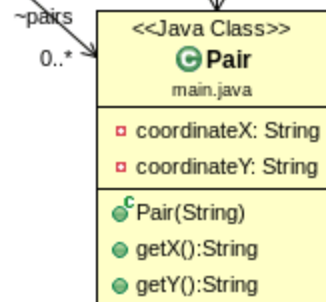 ~pairs
0..*
<<Java Class>>
C Pair
main.java
coordinateX: String
coordinateY: String
C Pair(String)
getX():String
getY():String